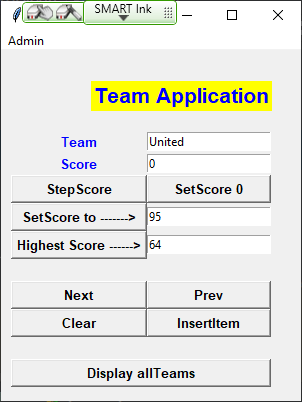 SMART Ink
Admin
Team Application
Team United
Score 0
StepScore SetScore 0
SetScore to -------> 95
Highest Score ------> 64
Next Prev
Clear InsertItem
Display allTeams